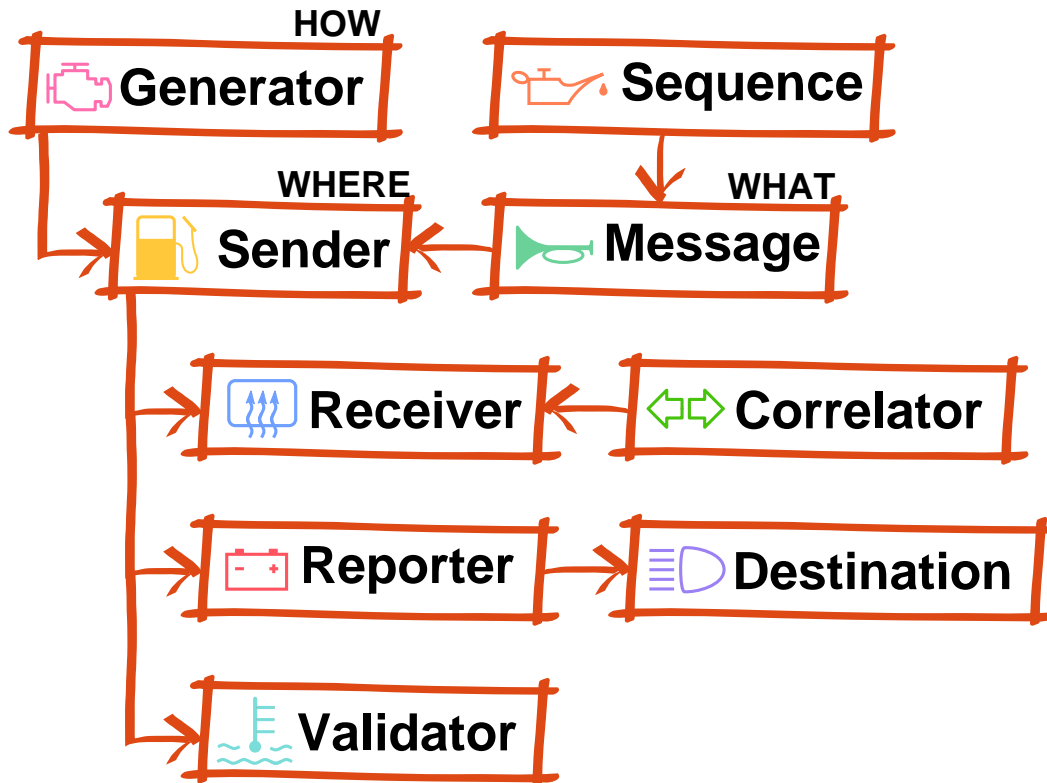 HOW
Generator
Sequence
WHERE
WHAT
Sender
Message
Receiver
Correlator
Reporter
Destination
Validator